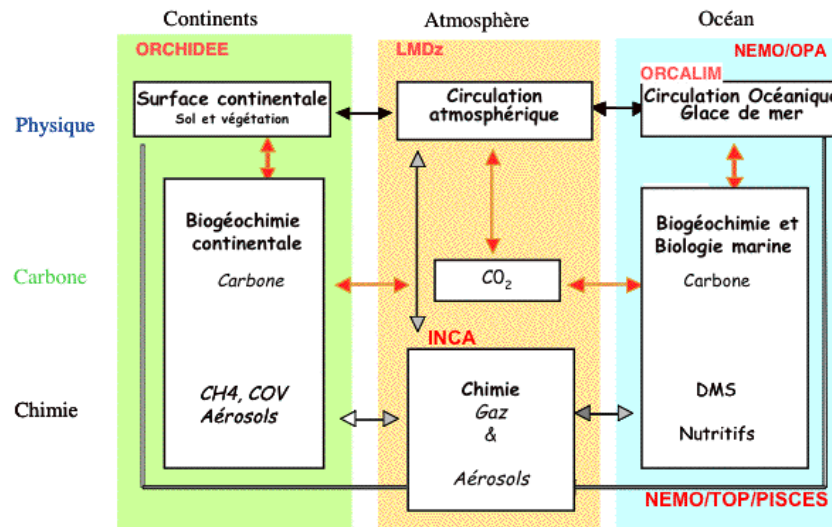 Continents
Atmosphère
Océan
ORCHIDEE
LMDz
NEMO/OPA
ORCALIM
Physique
Surface continentale
Sol et végétation
Circulation
atmosphérique
Circulation Océanique
Glace de mer
Biogéochimie
continentale
Biogéochimie et
Biologie marine
Carbone
Carbone
CO₂
Carbone
INCA
Chimie
CH4, COV
Aérosols
Chimie
Gaz
&
Aérosols
DMS
Nutritifs
NEMO/TOP/PISCES